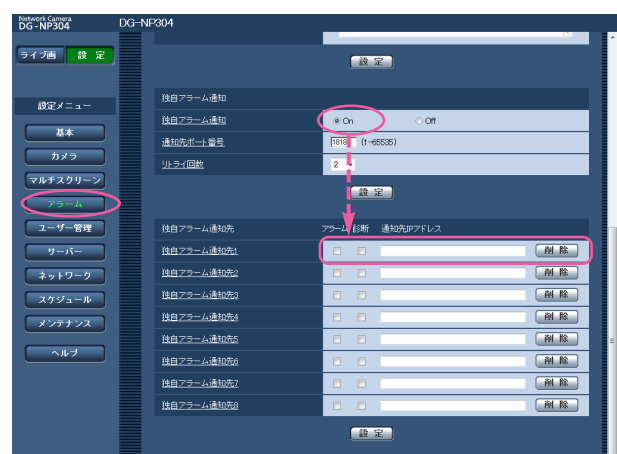 Network Camera
DG-NP304
DG-NP304
ライブ画 設 定
設 定
設定メニュー
基本
カメラ
マルチスクリーン
アラーム
ユーザー管理
サーバー
ネットワーク
スケジュール
メンテナンス
ヘルプ
独自アラーム通知
独自アラーム通知 On Off
通知先ポート番号 1818 (1-65535)
リトライ回数 2
設 定
独自アラーム通知先 アラーム 診断 通知先IPアドレス
独自アラーム通知先1 削 除
独自アラーム通知先2 削 除
独自アラーム通知先3 削 除
独自アラーム通知先4 削 除
独自アラーム通知先5 削 除
独自アラーム通知先6 削 除
独自アラーム通知先7 削 除
独自アラーム通知先8 削 除
設 定